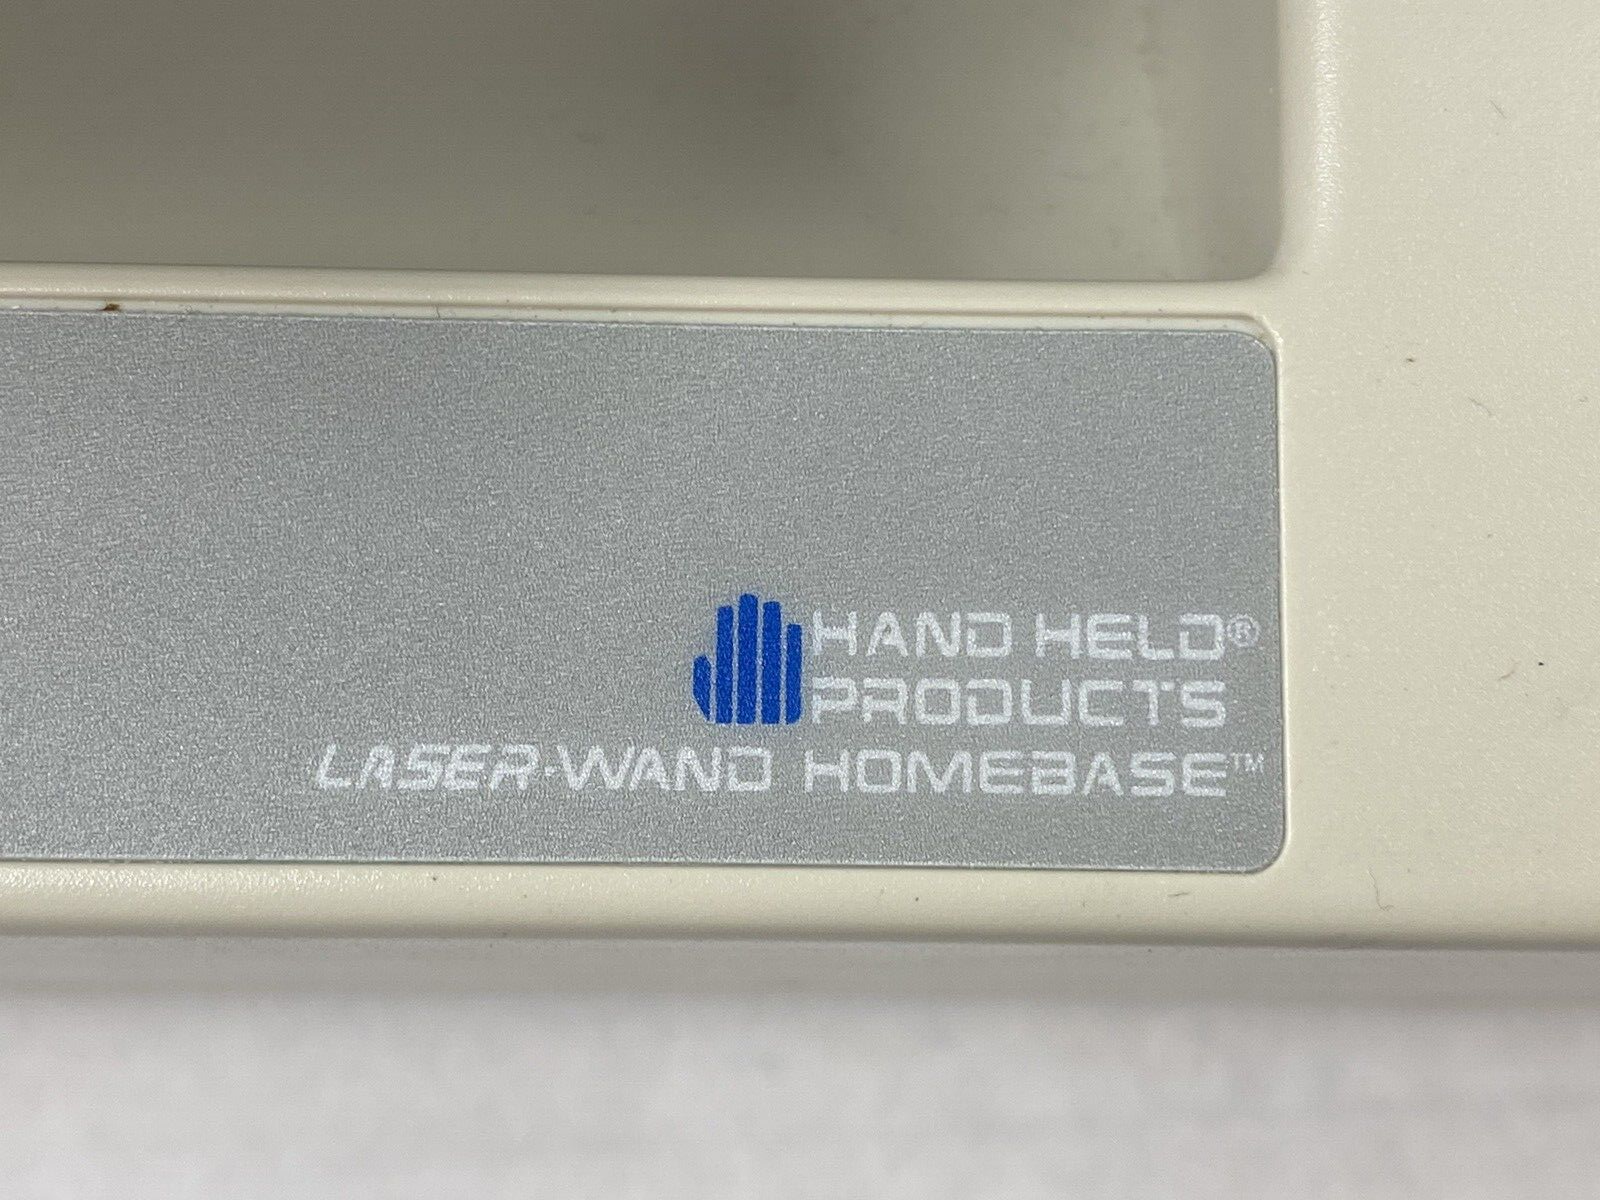 HAND HELD®
PRODUCTS
LASER-WAND HOMEBASE™